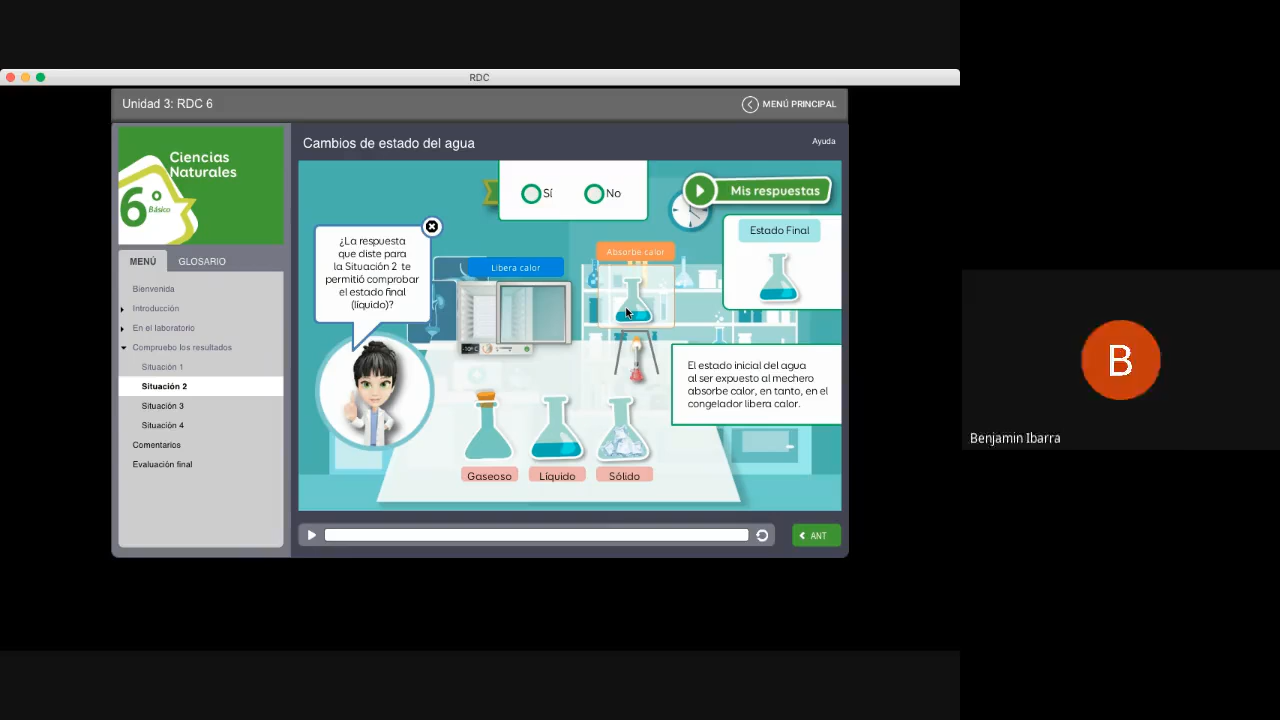 RDC
Unidad 3: RDC 6
MENÚ PRINCIPAL
Ciencias
Naturales
6° Básico
MENÚ
GLOSARIO
Bienvenida
Introducción
En el laboratorio
Compruebo los resultados
Situación 1
Situación 2
Situación 3
Situación 4
Comentarios
Evaluación final
Cambios de estado del agua
Ayuda
Sí
No
Mis respuestas
¿La respuesta
que diste para
la Situación 2 te
permitió comprobar
el estado final
(líquido)?
Libera calor
Absorbe calor
Estado Final
-10° C
El estado inicial del agua
al ser expuesto al mechero
absorbe calor, en tanto, en el
congelador libera calor.
Gaseoso
Líquido
Sólido
ANT
B
Benjamin Ibarra